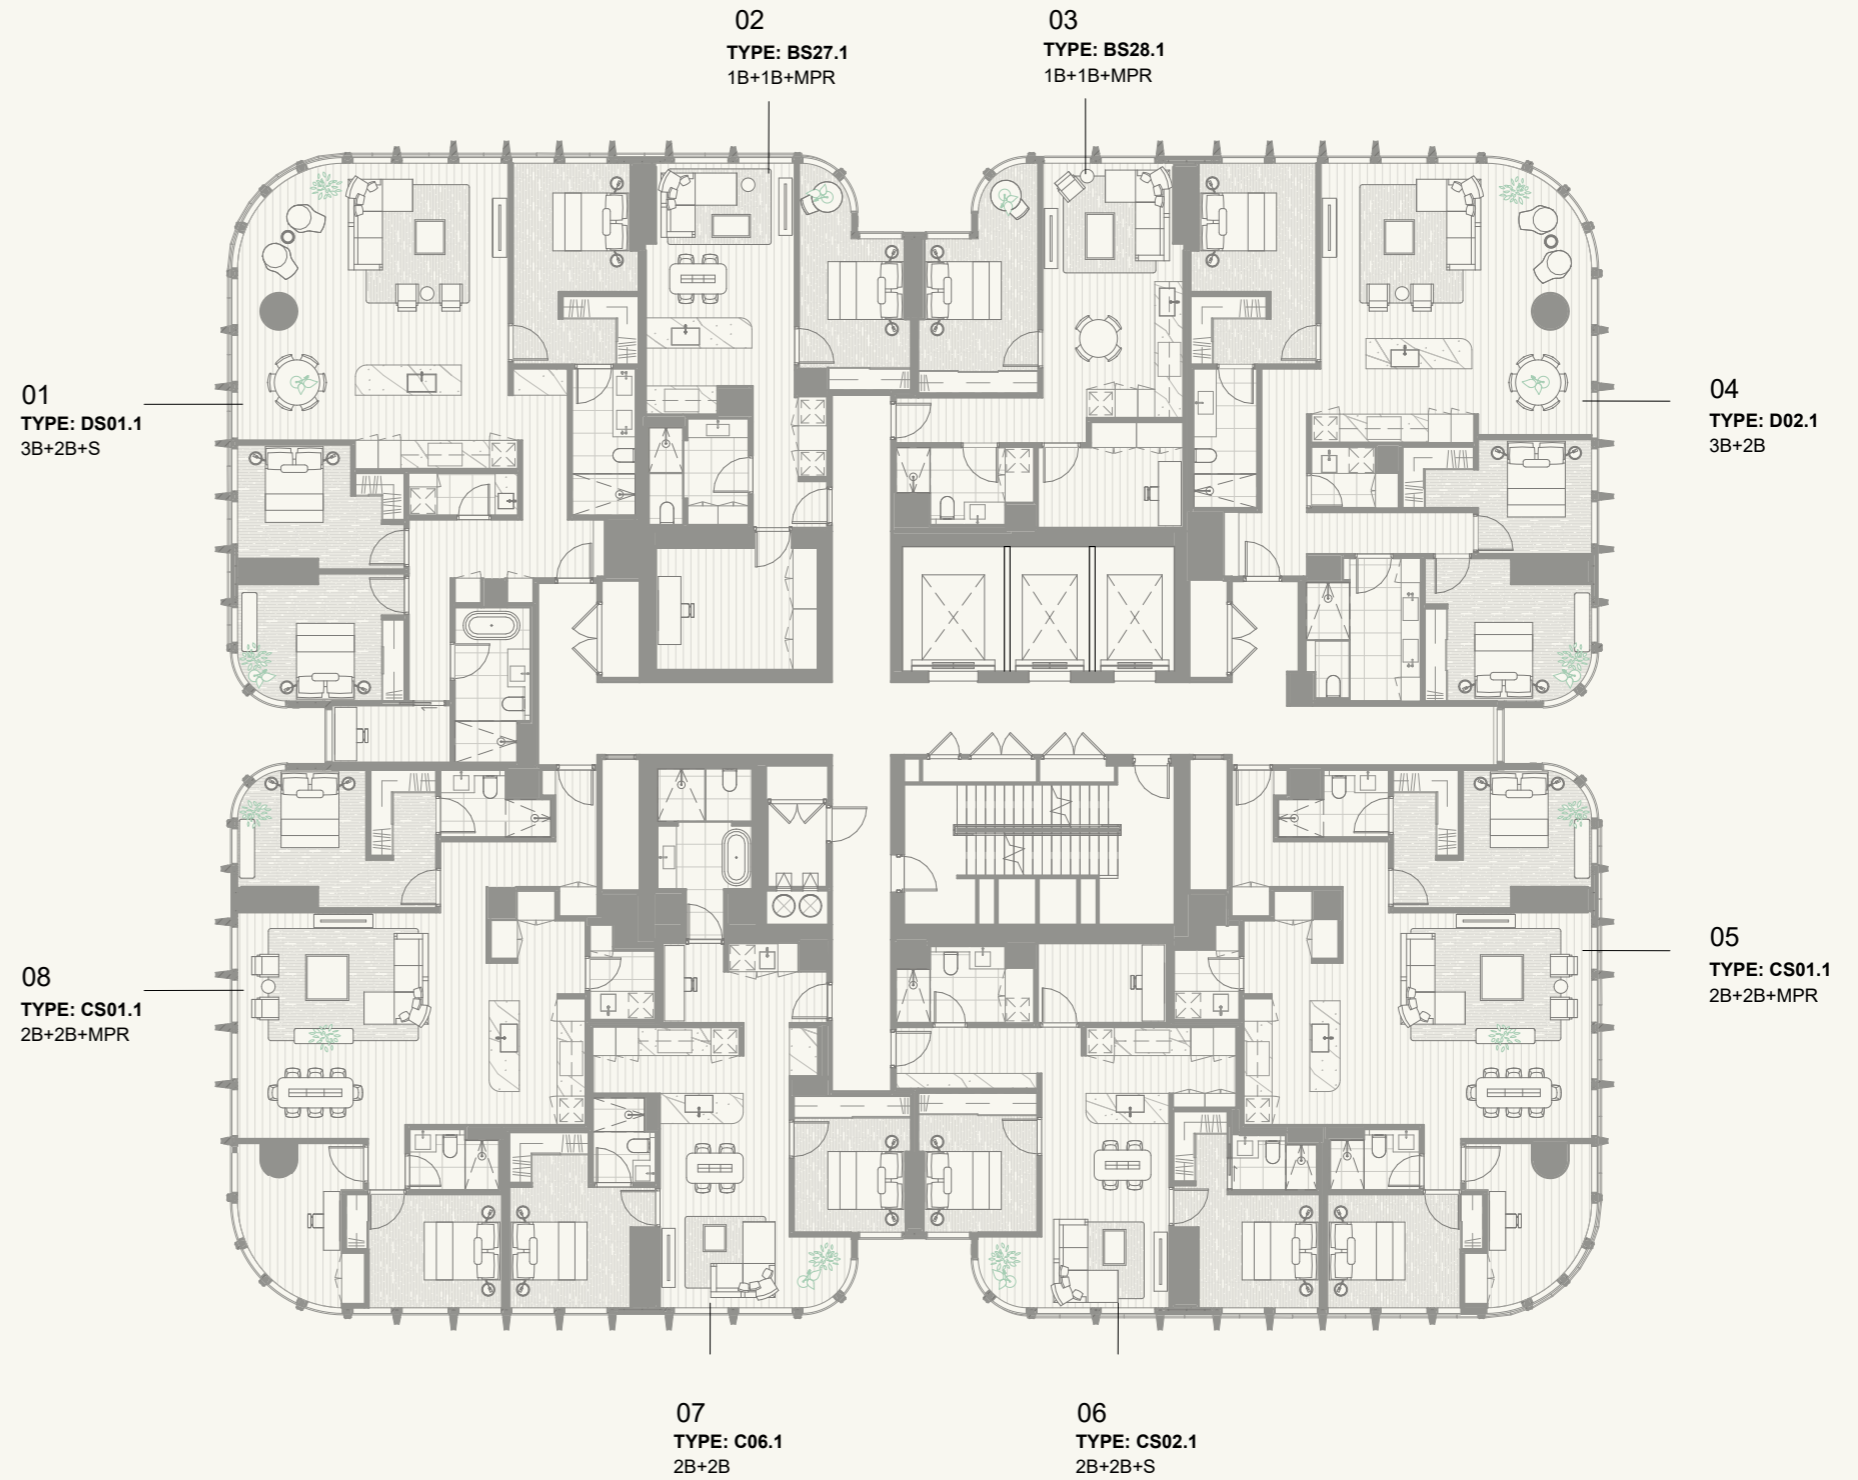 02
TYPE: BS27.1
1B+1B+MPR
03
TYPE: BS28.1
1B+1B+MPR
01
TYPE: DS01.1
3B+2B+S
04
TYPE: D02.1
3B+2B
08
TYPE: CS01.1
2B+2B+MPR
05
TYPE: CS01.1
2B+2B+MPR
07
TYPE: C06.1
2B+2B
06
TYPE: CS02.1
2B+2B+S